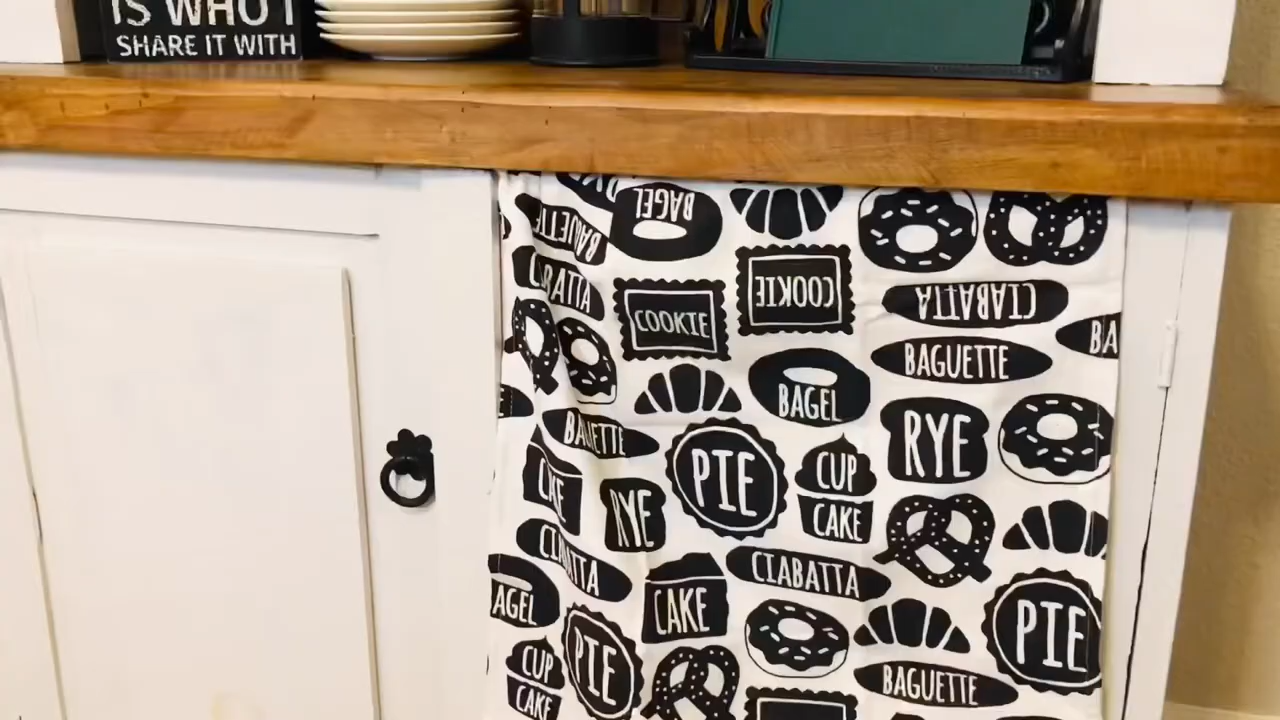 IS WHO I
SHARE IT WITH
BAGEL
BAGUETTE
CIABATTA
COOKIE
COOKIE
CIABATTA
BA
BAGUETTE
BAGEL
BAGUETTE
RYE
PIE
CUP
CAKE
CAKE
RYE
CIABATTA
CIABATTA
AGEL
CAKE
PIE
PIE
CUP
CAKE
BAGUETTE